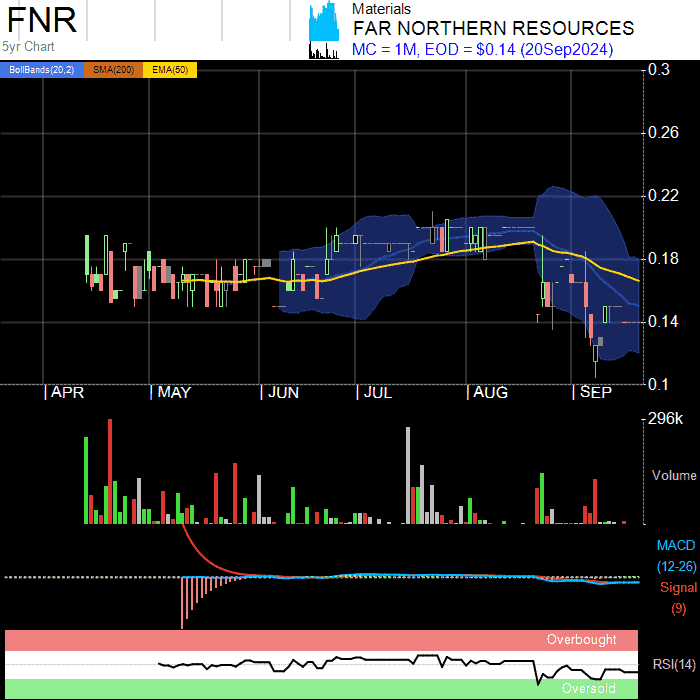 FNR
5yr Chart
Materials
FAR NORTHERN RESOURCES
MC = 1M, EOD = $0.14 (20Sep2024)
BollBands(20,2) SMA(200) EMA(50)
0.3
0.26
0.22
0.18
0.14
0.1
APR MAY JUN JUL AUG SEP
296k
Volume
MACD
(12-26)
Signal
(9)
Overbought
RSI(14)
Oversold